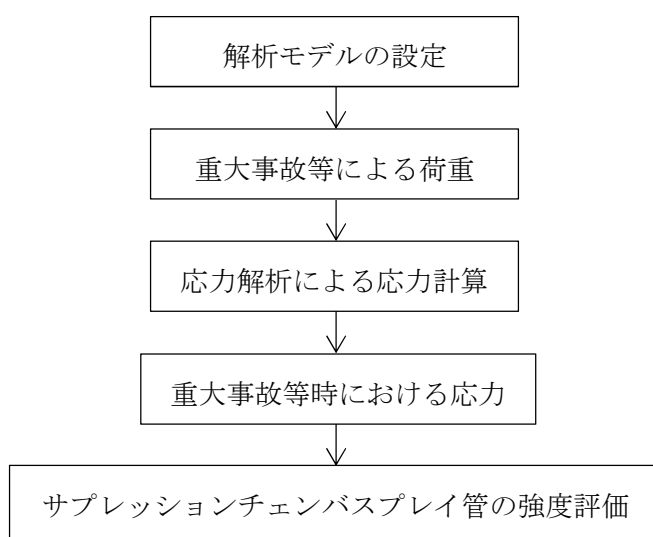 解析モデルの設定
重大事故等による荷重
応力解析による応力計算
重大事故等時における応力
サプレッションチェンバスプレイ管の強度評価